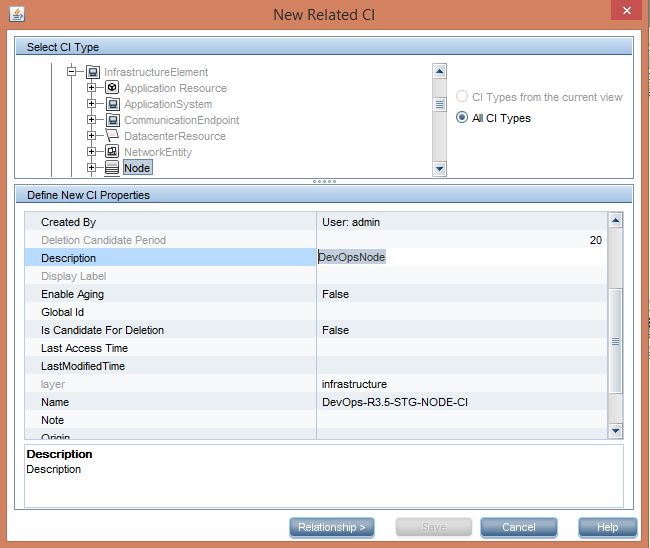 New Related CI
Select CI Type
InfrastructureElement
Application Resource
ApplicationSystem
CommunicationEndpoint
DatacenterResource
NetworkEntity
Node
CI Types from the current view
All CI Types
Define New CI Properties
Created By User: admin
Deletion Candidate Period 20
Description DevOpsNode
Display Label
Enable Aging False
Global Id
Is Candidate For Deletion False
Last Access Time
LastModifiedTime
layer infrastructure
Name DevOps-R3.5-STG-NODE-CI
Note
Origin
Description
Description
Relationship > Save Cancel Help